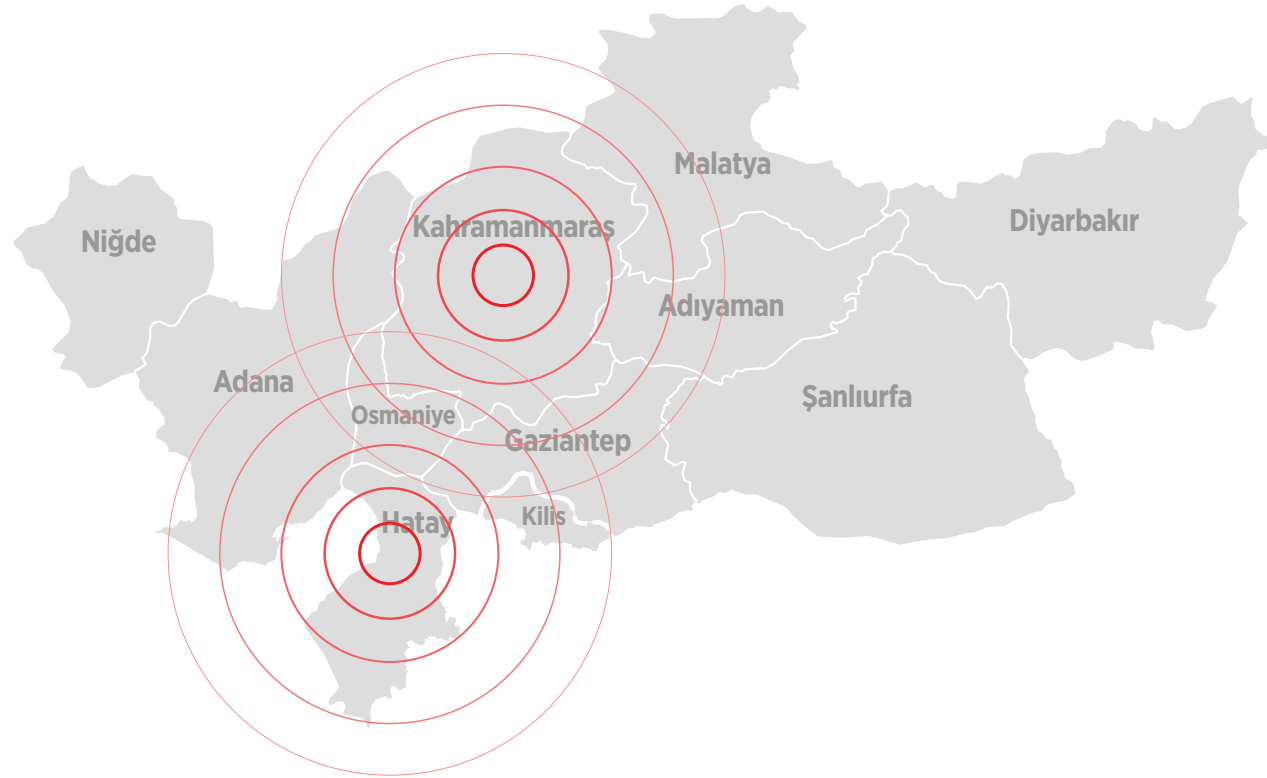 Malatya
Kahramanmaraş
Diyarbakır
Niğde
Adıyaman
Adana
Şanlıurfa
Osmaniye
Gaziantep
Hatay
Kilis